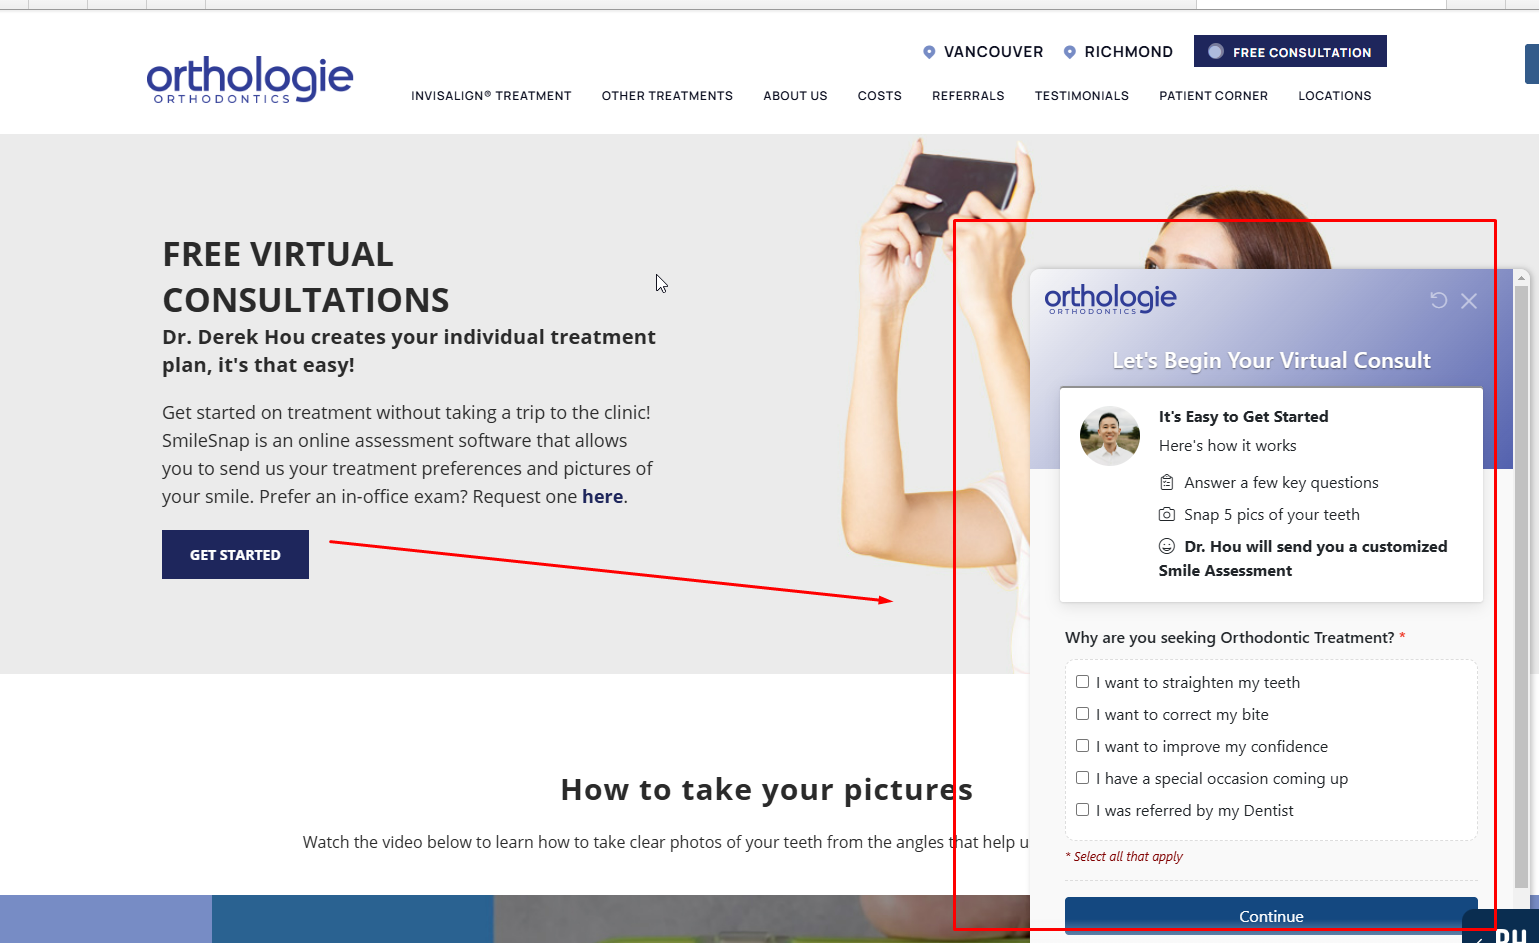 orthologie
ORTHODONTICS
VANCOUVER
RICHMOND
FREE CONSULTATION
INVISALIGN® TREATMENT
OTHER TREATMENTS
ABOUT US
COSTS
REFERRALS
TESTIMONIALS
PATIENT CORNER
LOCATIONS
FREE VIRTUAL
CONSULTATIONS
Dr. Derek Hou creates your individual treatment
plan, it's that easy!
Get started on treatment without taking a trip to the clinic!
SmileSnap is an online assessment software that allows
you to send us your treatment preferences and pictures of
your smile. Prefer an in-office exam? Request one here.
GET STARTED
orthologie
ORTHODONTICS
Let's Begin Your Virtual Consult
It's Easy to Get Started
Here's how it works
Answer a few key questions
Snap 5 pics of your teeth
Dr. Hou will send you a customized
Smile Assessment
Why are you seeking Orthodontic Treatment? *
I want to straighten my teeth
I want to correct my bite
I want to improve my confidence
I have a special occasion coming up
I was referred by my Dentist
* Select all that apply
Continue
How to take your pictures
Watch the video below to learn how to take clear photos of your teeth from the angles that help u